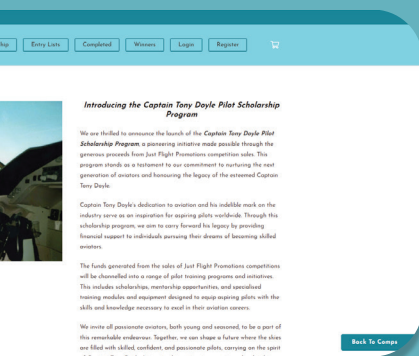 ship Entry Lists Completed Winners Login Register
Introducing the Captain Tony Doyle Pilot Scholarship
Program
We are thrilled to announce the launch of the Captain Tony Doyle Pilot
Scholarship Program, a pioneering initiative made possible through the
generous proceeds from Just Flight Promotions competition sales. This
program stands as a testament to our commitment to nurturing the next
generation of aviators and honouring the legacy of the esteemed Captain
Tony Doyle.
Captain Tony Doyle's dedication to aviation and his indelible mark on the
industry serve as an inspiration for aspiring pilots worldwide. Through this
scholarship program, we aim to carry forward his legacy by providing
financial support to individuals pursuing their dreams of becoming skilled
aviators.
The funds generated from the sales of Just Flight Promotions competitions
will be channelled into a range of pilot training programs and initiatives.
This includes scholarships, mentorship opportunities, and specialised
training modules and equipment designed to equip aspiring pilots with the
skills and knowledge necessary to excel in their aviation careers.
We invite all passionate aviators, both young and seasoned, to be a part of
this remarkable endeavour. Together, we can shape a future where the skies
are filled with skilled, confident, and passionate pilots, carrying on the spirit
Back To Comps